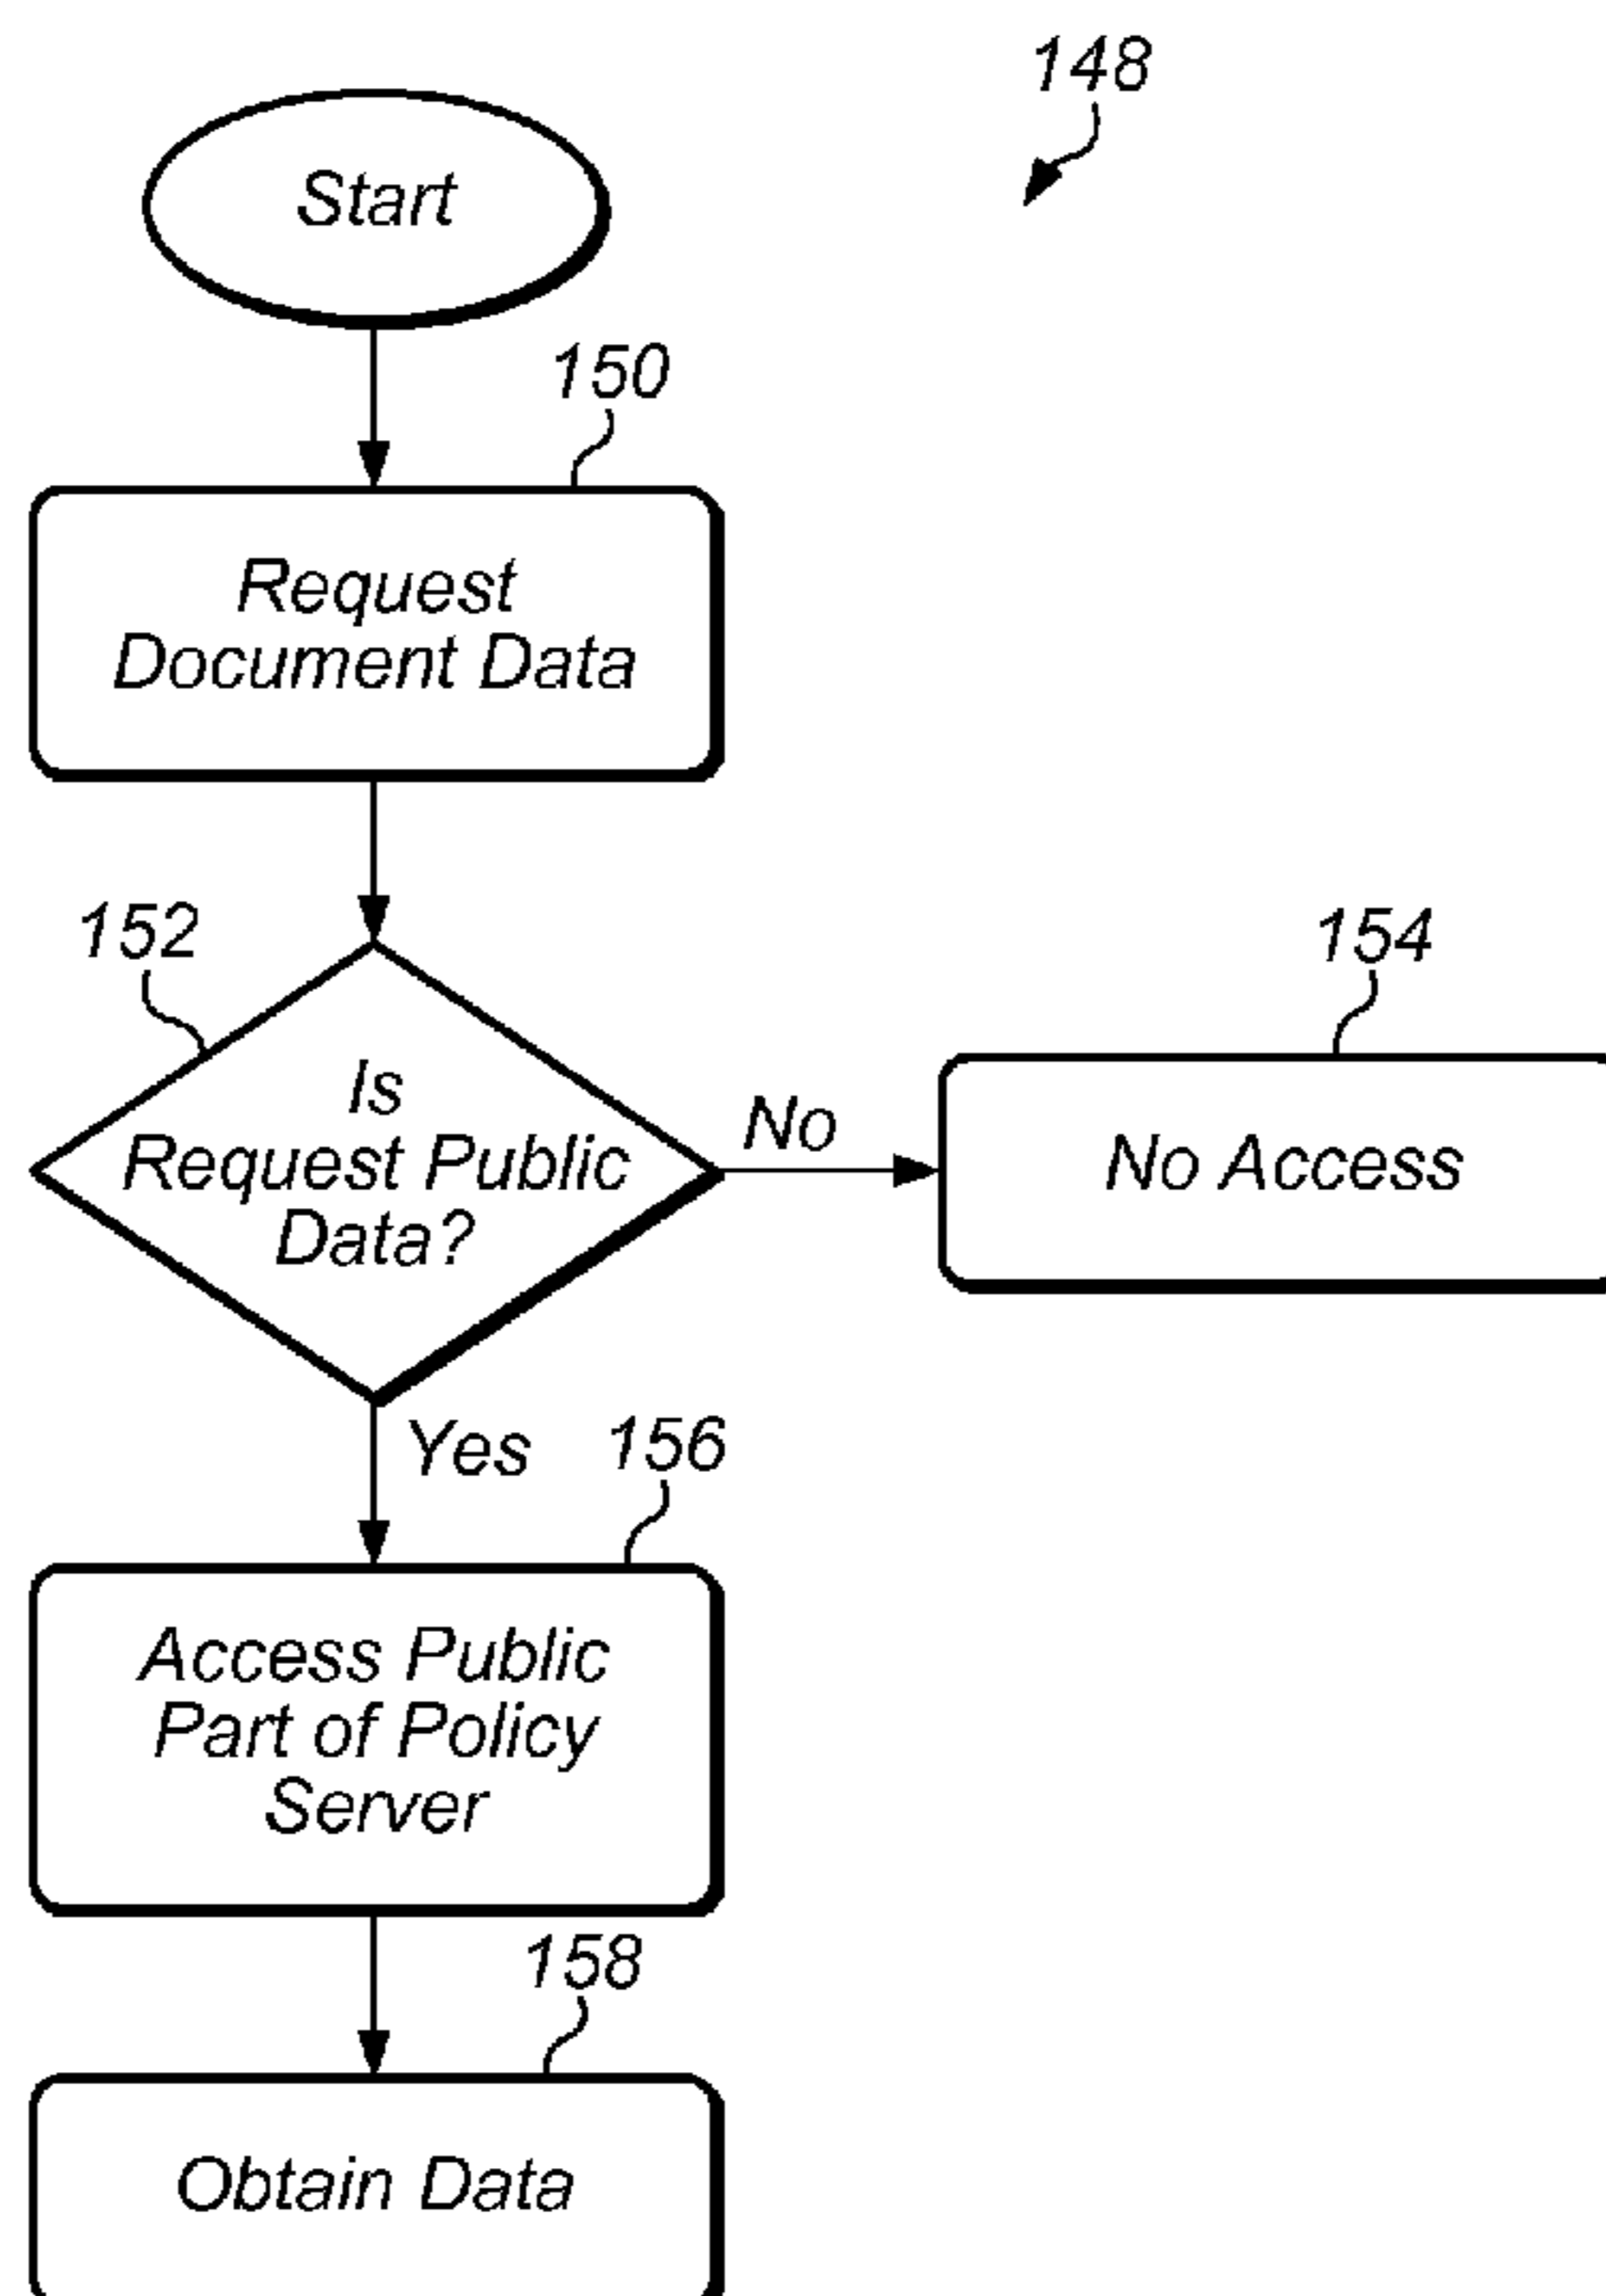 148
Start
150
Request
Document Data
152
154
Is
Request Public
Data?
No
No Access
Yes
156
Access Public
Part of Policy
Server
158
Obtain Data